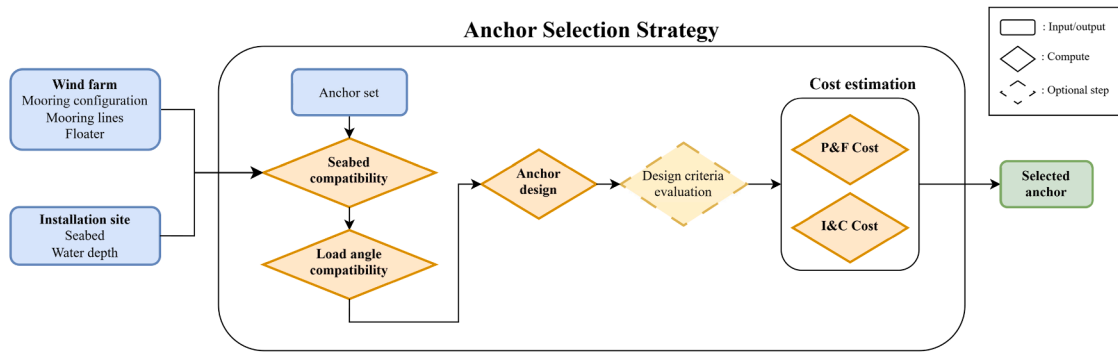 Anchor Selection Strategy
: Input/output
: Compute
: Optional step
Wind farm
Mooring configuration
Mooring lines
Floater
Installation site
Seabed
Water depth
Anchor set
Seabed
compatibility
Load angle
compatibility
Anchor
design
Design criteria
evaluation
Cost estimation
P&F Cost
I&C Cost
Selected
anchor